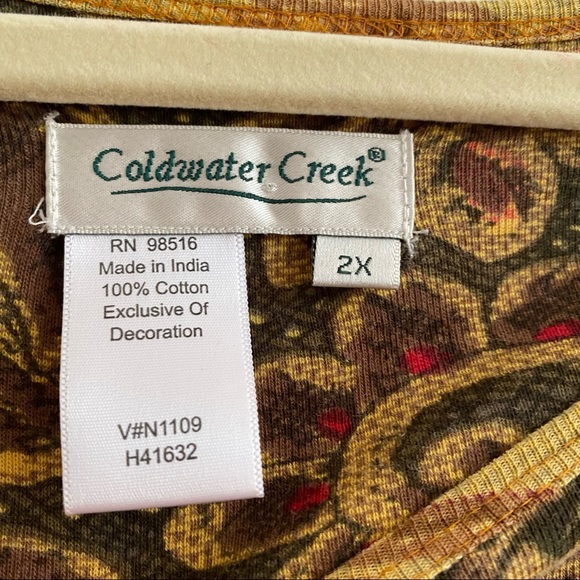 Coldwater Creek®
2X
RN 98516
Made in India
100% Cotton
Exclusive Of
Decoration
V#N1109
H41632